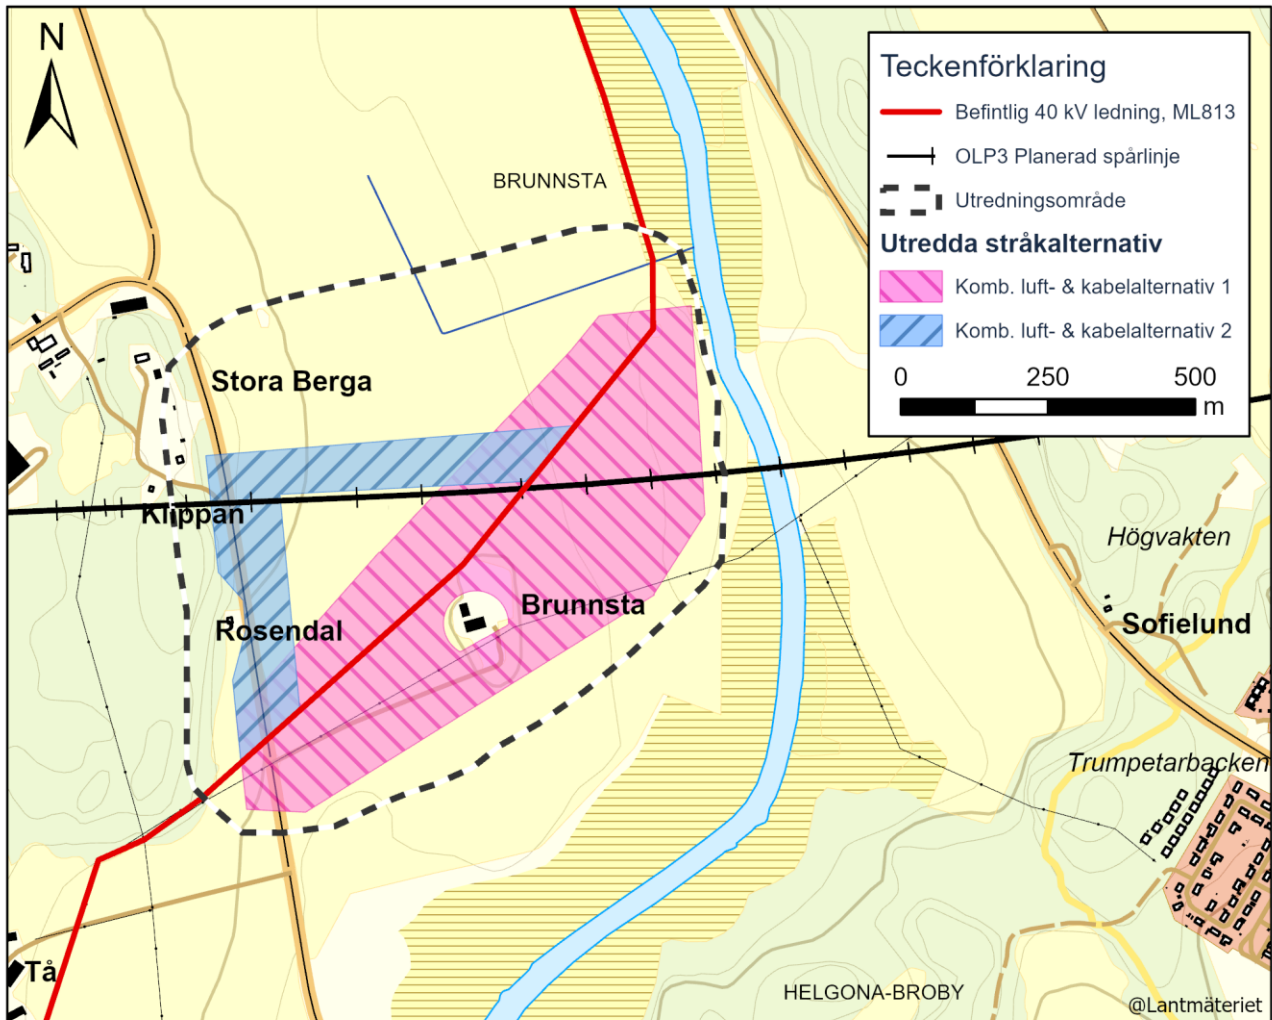 N
Teckenförklaring
Befintlig 40 kV ledning, ML813
OLP3 Planerad spårlinje
Utredningsområde
Utredda stråkalternativ
Komb. luft- & kabelalternativ 1
Komb. luft- & kabelalternativ 2
0 250 500
m
BRUNNSTA
Stora Berga
Klippan
Högvakten
Brunnsta
Sofielund
Rosendal
Trumpetarbacken
Tå
HELGONA-BROBY
@Lantmäteriet